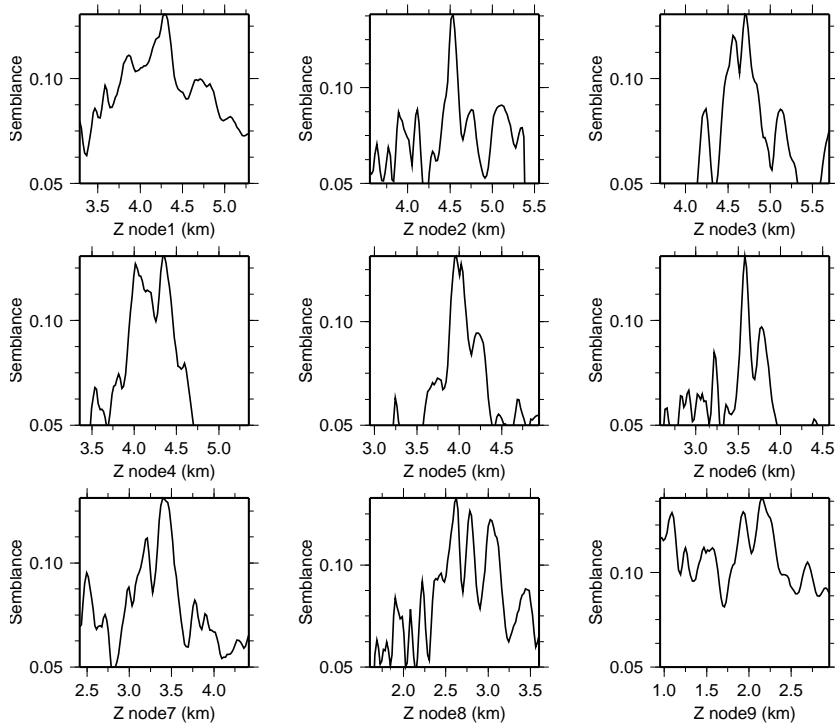 Semblance
0.10
0.05
3.5 4.0 4.5 5.0
Z node1 (km)
Semblance
0.10
0.05
4.0 4.5 5.0 5.5
Z node2 (km)
Semblance
0.10
0.05
4.0 4.5 5.0 5.5
Z node3 (km)
Semblance
0.10
0.05
3.5 4.0 4.5 5.0
Z node4 (km)
Semblance
0.10
0.05
3.0 3.5 4.0 4.5
Z node5 (km)
Semblance
0.10
0.05
3.0 3.5 4.0 4.5
Z node6 (km)
Semblance
0.10
0.05
2.5 3.0 3.5 4.0
Z node7 (km)
Semblance
0.10
0.05
2.0 2.5 3.0 3.5
Z node8 (km)
Semblance
0.10
0.05
1.0 1.5 2.0 2.5
Z node9 (km)